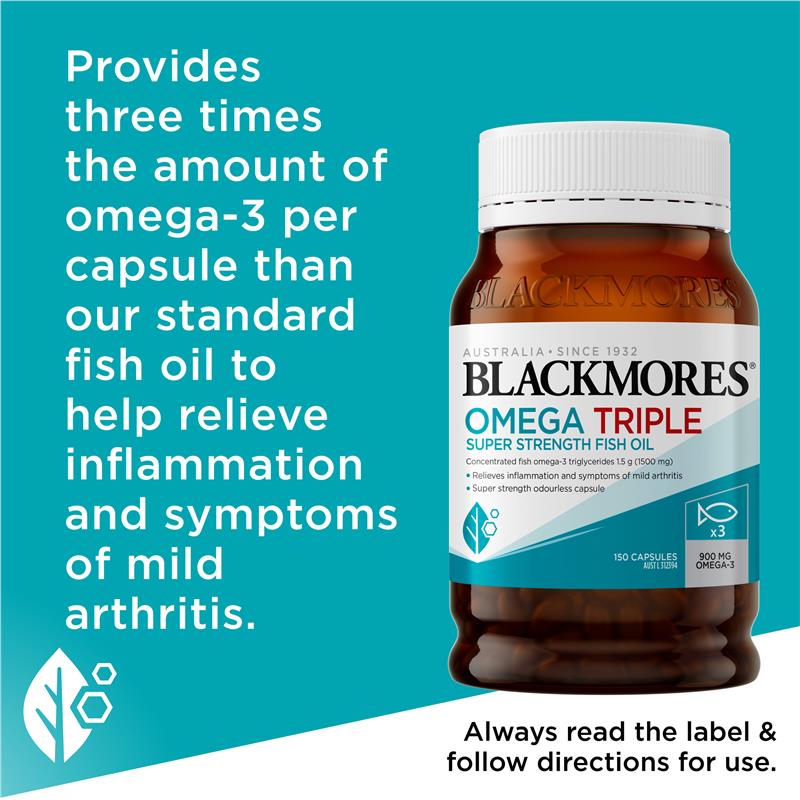 Provides
three times
the amount of
omega-3 per
capsule than
our standard
fish oil to
help relieve
inflammation
and symptoms
of mild
arthritis.
BLACKMORES
AUSTRALIA • SINCE 1932
BLACKMORES®
OMEGA TRIPLE
SUPER STRENGTH FISH OIL
Concentrated fish omega-3 triglycerides 1.5 g (1500 mg)
• Relieves inflammation and symptoms of mild arthritis
• Super strength odourless capsule
x3
150 CAPSULES
AUST L 312394
900 MG
OMEGA-3
Always read the label &
follow directions for use.